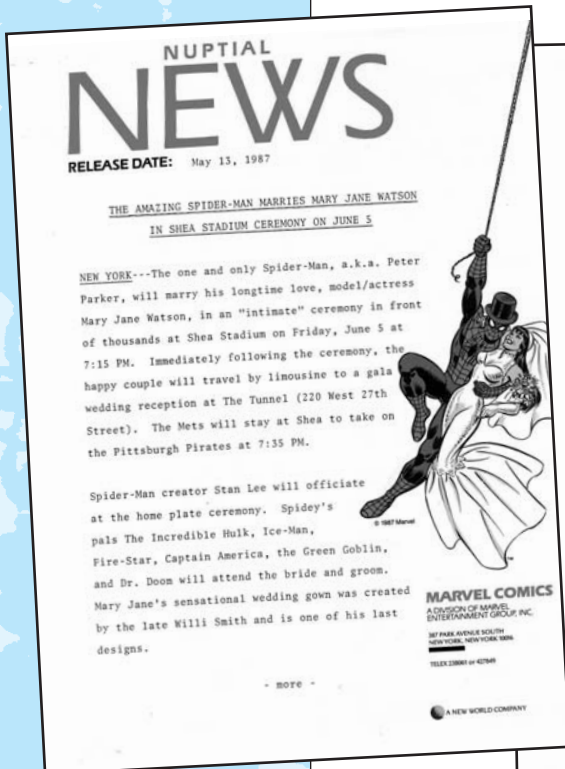 NUPTIAL
NEWS
RELEASE DATE: May 13, 1987
THE AMAZING SPIDER-MAN MARRIES MARY JANE WATSON
IN SHEA STADIUM CEREMONY ON JUNE 5
NEW YORK---The one and only Spider-Man, a.k.a. Peter
Parker, will marry his longtime love, model/actress
Mary Jane Watson, in an "intimate" ceremony in front
of thousands at Shea Stadium on Friday, June 5 at
7:15 PM. Immediately following the ceremony, the
happy couple will travel by limousine to a gala
wedding reception at The Tunnel (220 West 27th
Street). The Mets will stay at Shea to take on
the Pittsburgh Pirates at 7:35 PM.
Spider-Man creator Stan Lee will officiate
at the home plate ceremony. Spidey's
pals The Incredible Hulk, Ice-Man,
Fire-Star, Captain America, the Green Goblin,
and Dr. Doom will attend the bride and groom.
Mary Jane's sensational wedding gown was created
by the late Willi Smith and is one of his last
designs.
- more -
© 1987 Marvel
MARVEL COMICS
A DIVISION OF MARVEL
ENTERTAINMENT GROUP, INC.
387 PARK AVENUE SOUTH
NEW YORK, NEW YORK 10016
TELEX 238061 or 427849
A NEW WORLD COMPANY